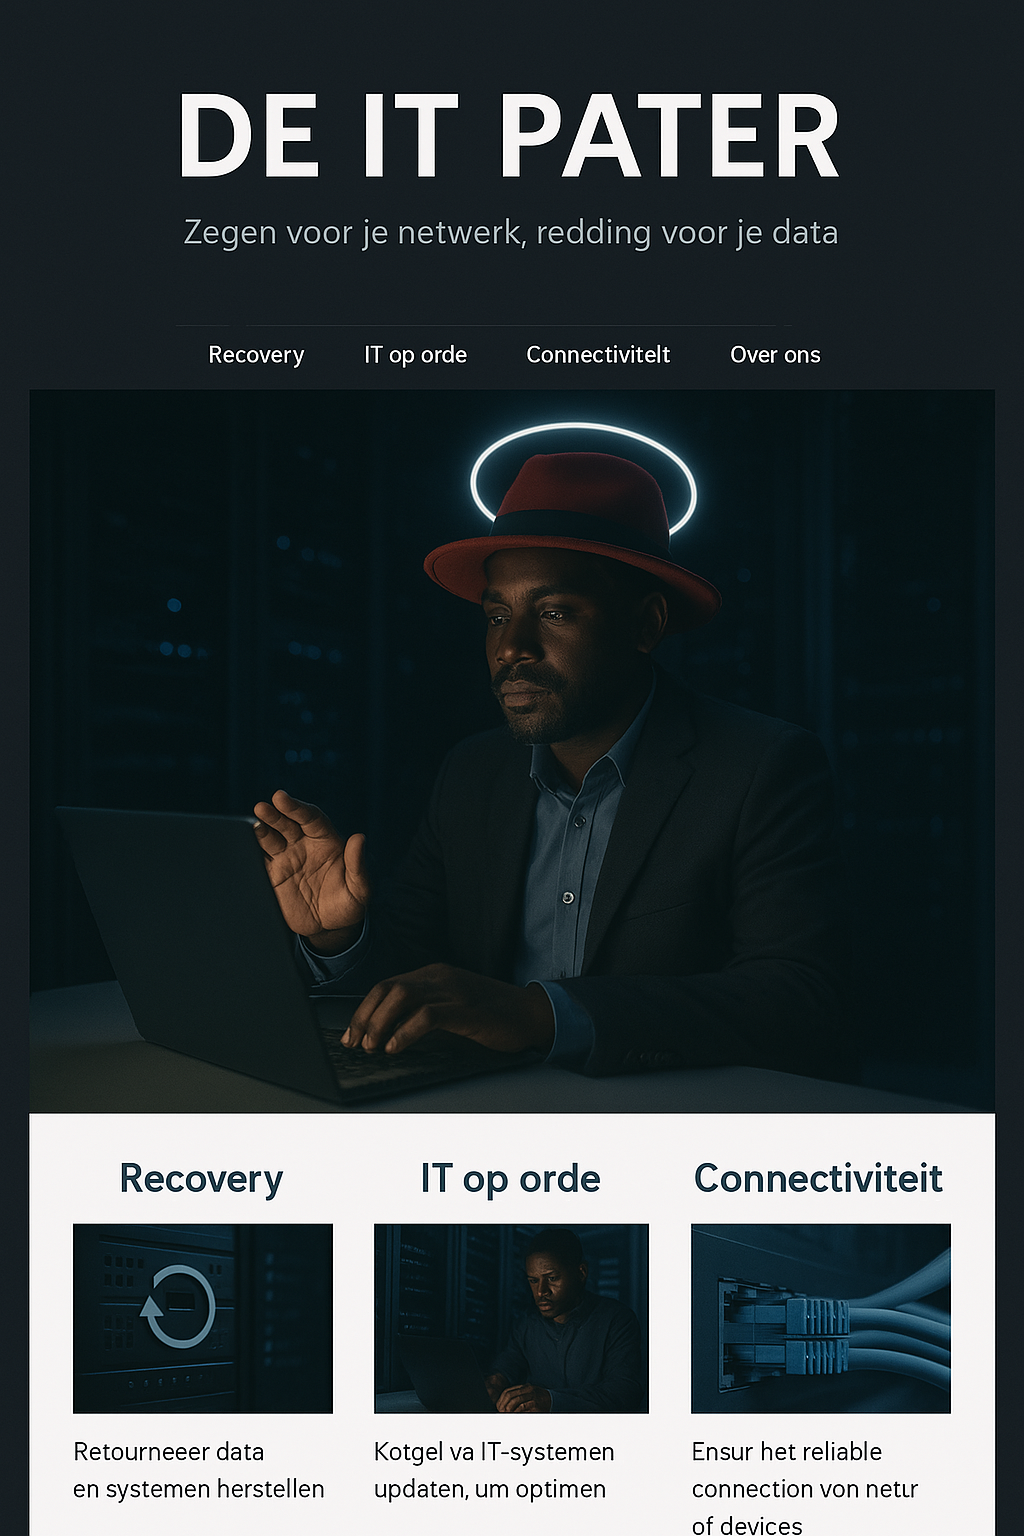 DE IT PATER
Zegen voor je netwerk, redding voor je data
Recovery IT op orde Connectivitelt Over ons
Recovery IT op orde Connectiviteit
Retourneeer data
en systemen herstellen
Kotgel va IT-systemen
updaten, um optimen
Ensur het reliable
connection von netur
of devices